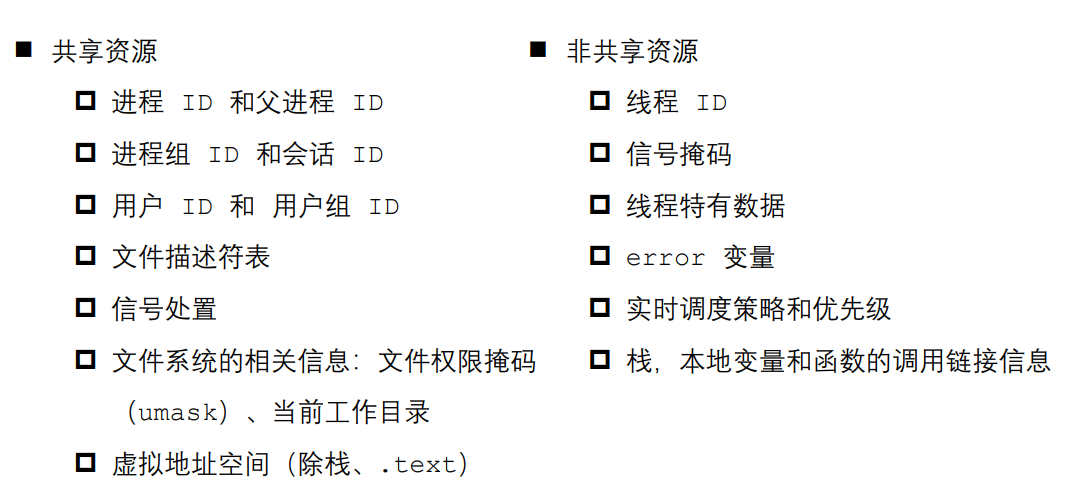 共享资源
进程 ID 和父进程 ID
进程组 ID 和会话 ID
用户 ID 和 用户组 ID
文件描述符表
信号处置
文件系统的相关信息：文件权限掩码
（umask）、当前工作目录
虚拟地址空间（除栈、.text）
非共享资源
线程 ID
信号掩码
线程特有数据
error 变量
实时调度策略和优先级
栈，本地变量和函数的调用链接信息